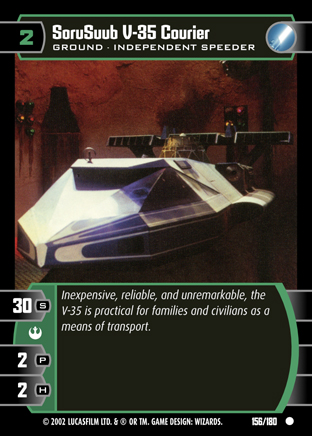 2
SoruSuub V-35 Courier
GROUND · INDEPENDENT SPEEDER
Inexpensive, reliable, and unremarkable, the
V-35 is practical for families and civilians as a
means of transport.
30 S
2 P
2 H
© 2002 LUCASFILM LTD. & ® OR TM. GAME DESIGN: WIZARDS. 156/180